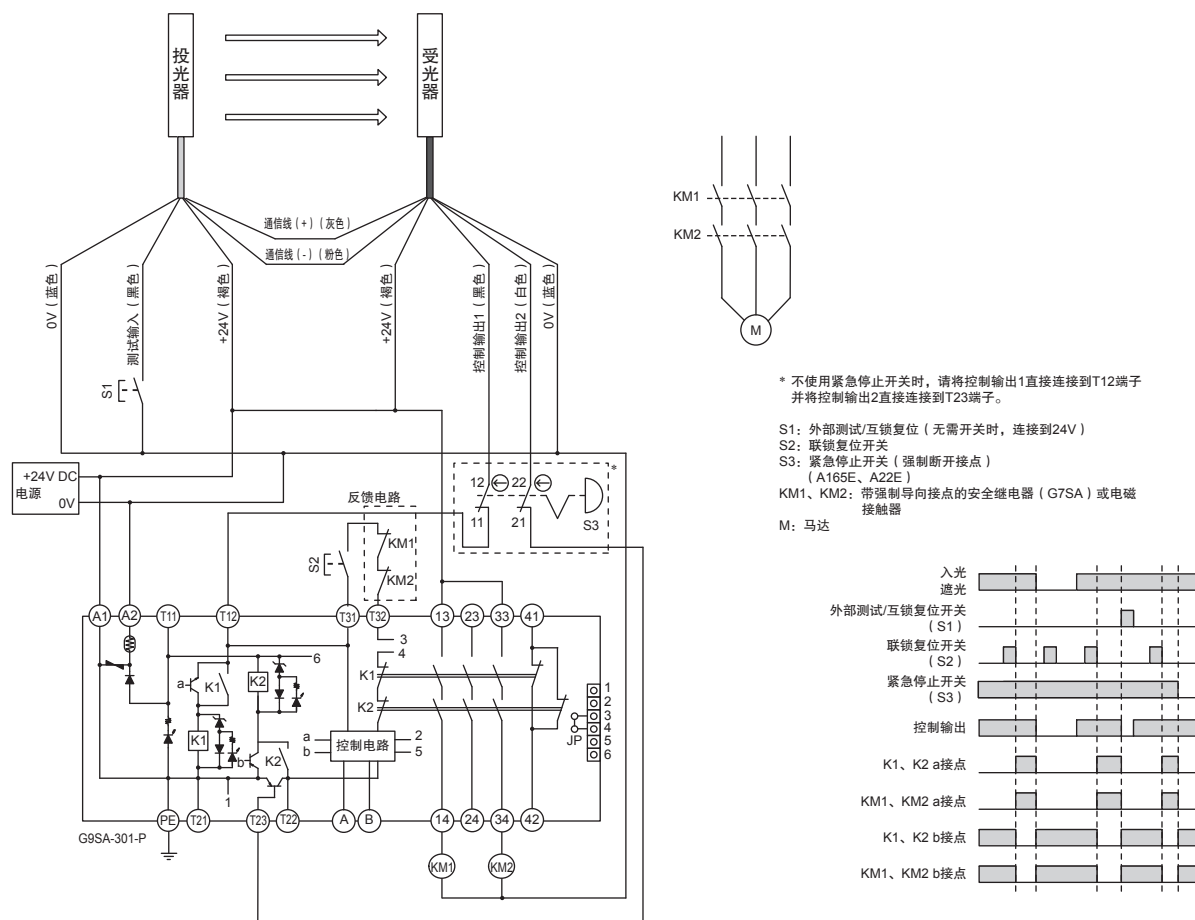 投光器
受光器
通信线（+）（灰色）
通信线（-）（粉色）
0V（蓝色）
测试输入（黑色）
+24V（褐色）
+24V（褐色）
控制输出1（黑色）
控制输出2（白色）
0V（蓝色）
S1
+24V DC
电源
0V
反馈电路
S2
KM1
KM2
12
22
11
21
S3
*
A1
A2
T11
T12
T31
T32
13
23
33
41
3
4
6
a
K1
K2
K1
K2
K1
b
K2
a
b
控制电路
2
5
1
JP
1
2
3
4
5
6
PE
T21
T23
T22
A
B
14
24
34
42
G9SA-301-P
KM1
KM2
KM1
KM2
M
* 不使用紧急停止开关时，请将控制输出1直接连接到T12端子
并将控制输出2直接连接到T23端子。
S1：外部测试/互锁复位（无需开关时，连接到24V）
S2：联锁复位开关
S3：紧急停止开关（强制断开接点）
（A165E、A22E）
KM1、KM2：带强制导向接点的安全继电器（G7SA）或电磁
接触器
M：马达
入光
遮光
外部测试/互锁复位开关
（S1）
联锁复位开关
（S2）
紧急停止开关
（S3）
控制输出
K1、K2 a接点
KM1、KM2 a接点
K1、K2 b接点
KM1、KM2 b接点